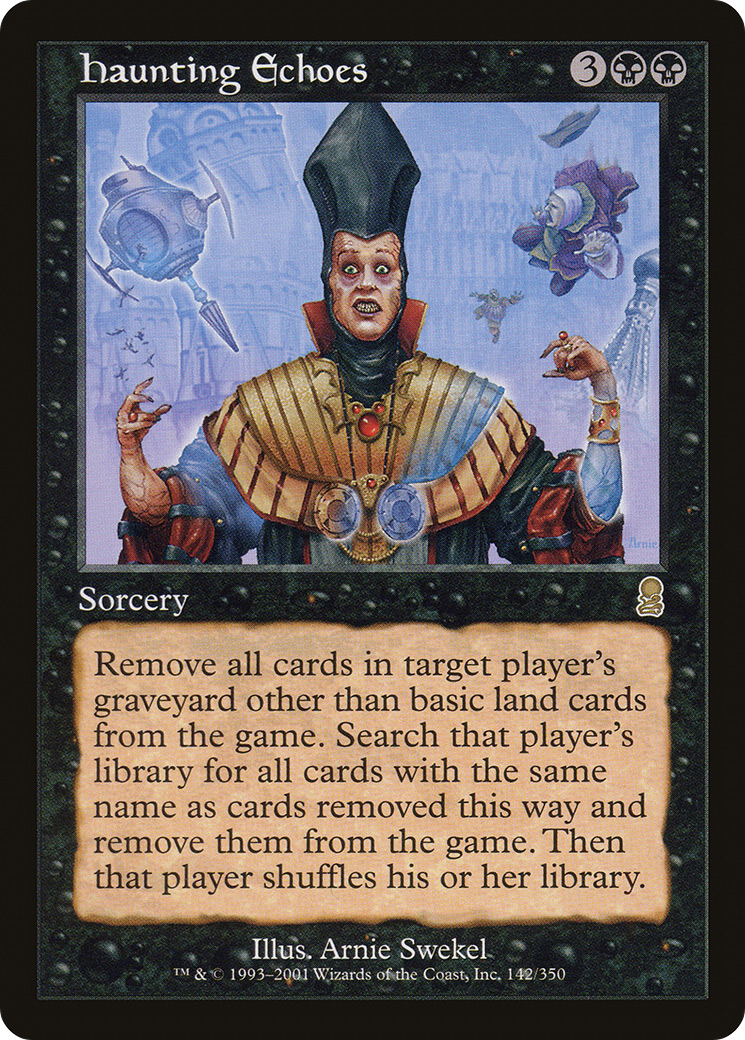 Haunting Echoes 3
Arnie
Sorcery
Remove all cards in target player's
graveyard other than basic land cards
from the game. Search that player's
library for all cards with the same
name as cards removed this way and
remove them from the game. Then
that player shuffles his or her library.
Illus. Arnie Swekel
™ & © 1993–2001 Wizards of the Coast, Inc. 142/350